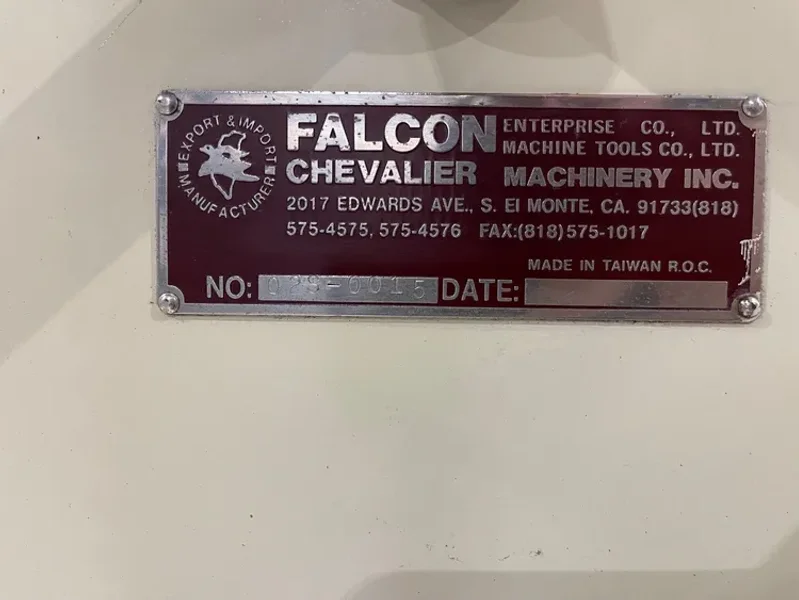 EXPORT & IMPORT
MANUFACTURER
FALCON ENTERPRISE CO., LTD.
MACHINE TOOLS CO., LTD.
CHEVALIER MACHINERY INC.
2017 EDWARDS AVE., S. El MONTE, CA. 91733(818)
575-4575, 575-4576 FAX:(818)575-1017
MADE IN TAIWAN R.O.C.
NO: DATE: